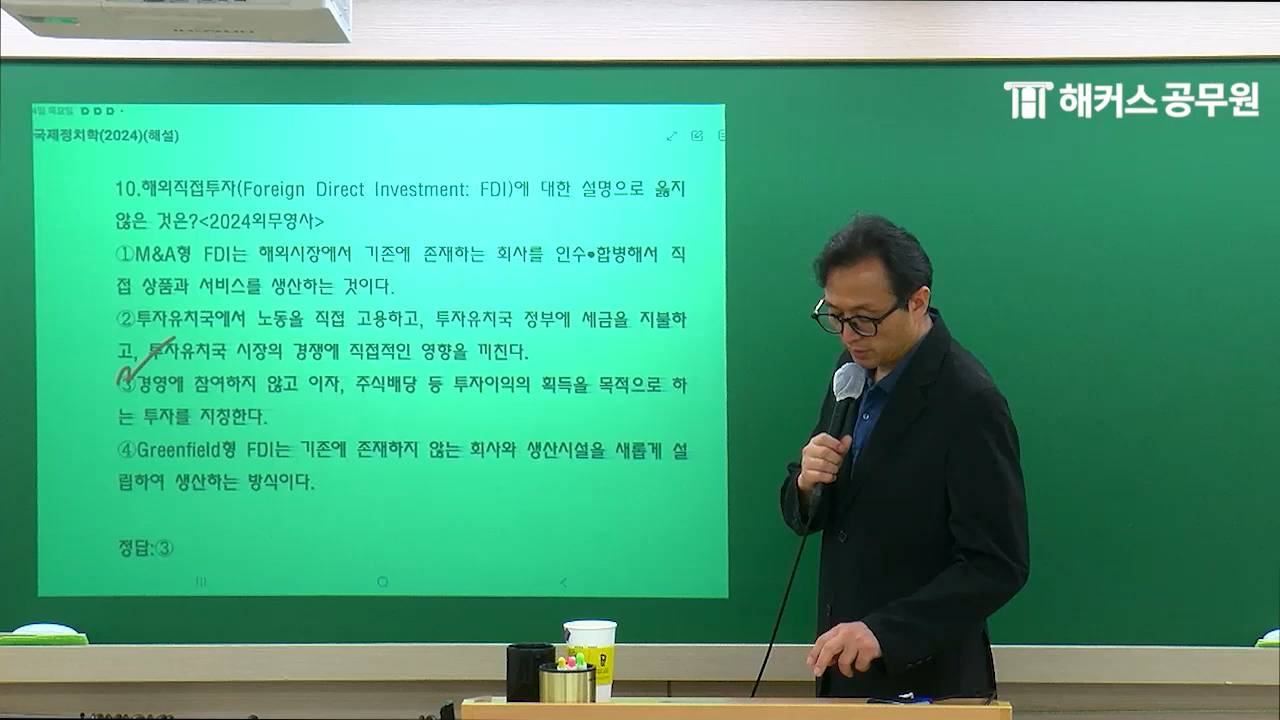 해커스공무원
4일 목요일
국제정치학(2024)(해설)
10.해외직접투자(Foreign Direct Investment: FDI)에 대한 설명으로 옳지
않은 것은?<2024외무영사>
①M&A형 FDI는 해외시장에서 기존에 존재하는 회사를 인수•합병해서 직
접 상품과 서비스를 생산하는 것이다.
②투자유치국에서 노동을 직접 고용하고, 투자유치국 정부에 세금을 지불하
고, 투자유치국 시장의 경쟁에 직접적인 영향을 끼친다.
③경영에 참여하지 않고 이자, 주식배당 등 투자이익의 획득을 목적으로 하
는 투자를 지칭한다.
④Greenfield형 FDI는 기존에 존재하지 않는 회사와 생산시설을 새롭게 설
립하여 생산하는 방식이다.
정답:③